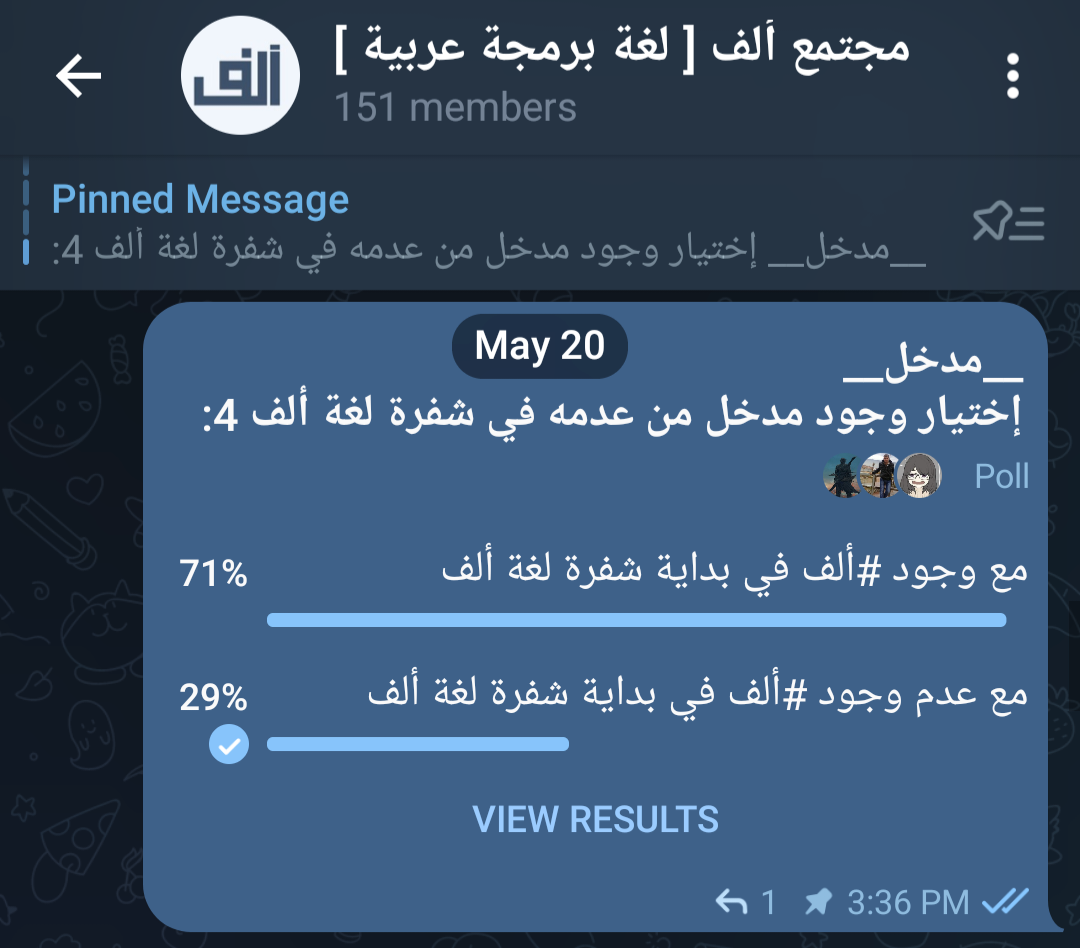 مجتمع ألف [ لغة برمجة عربية ]
ألف
151 members
Pinned Message
__مدخل__ إختيار وجود مدخل من عدمه في شفرة لغة ألف 4:
May 20
__مدخل__
إختيار وجود مدخل من عدمه في شفرة لغة ألف 4:
Poll
مع وجود #ألف في بداية شفرة لغة ألف
71%
مع عدم وجود #ألف في بداية شفرة لغة ألف
29%
VIEW RESULTS
1 3:36 PM